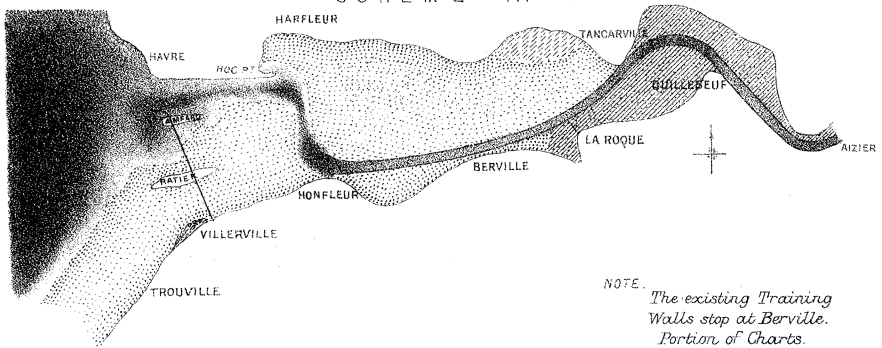 HARFLEUR
TANCARVILLE
HAVRE
HOC PT
QUILLEBEUF
AMFARD
LA ROQUE
AIZIER
RATIER
BERVILLE
HONFLEUR
VILLERVILLE
TROUVILLE
NOTE.
The existing Training
Walls stop at Berville.
Portion of Charts.